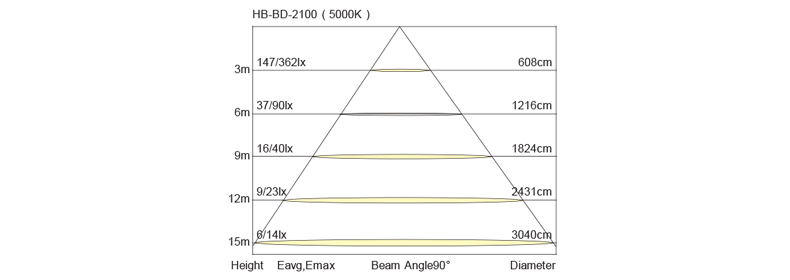 HB-BD-2100 ( 5000K )
3m 147/362lx 608cm
6m 37/90lx 1216cm
9m 16/40lx 1824cm
12m 9/23lx 2431cm
15m 6/14lx 3040cm
Height Eavg,Emax Beam Angle90° Diameter